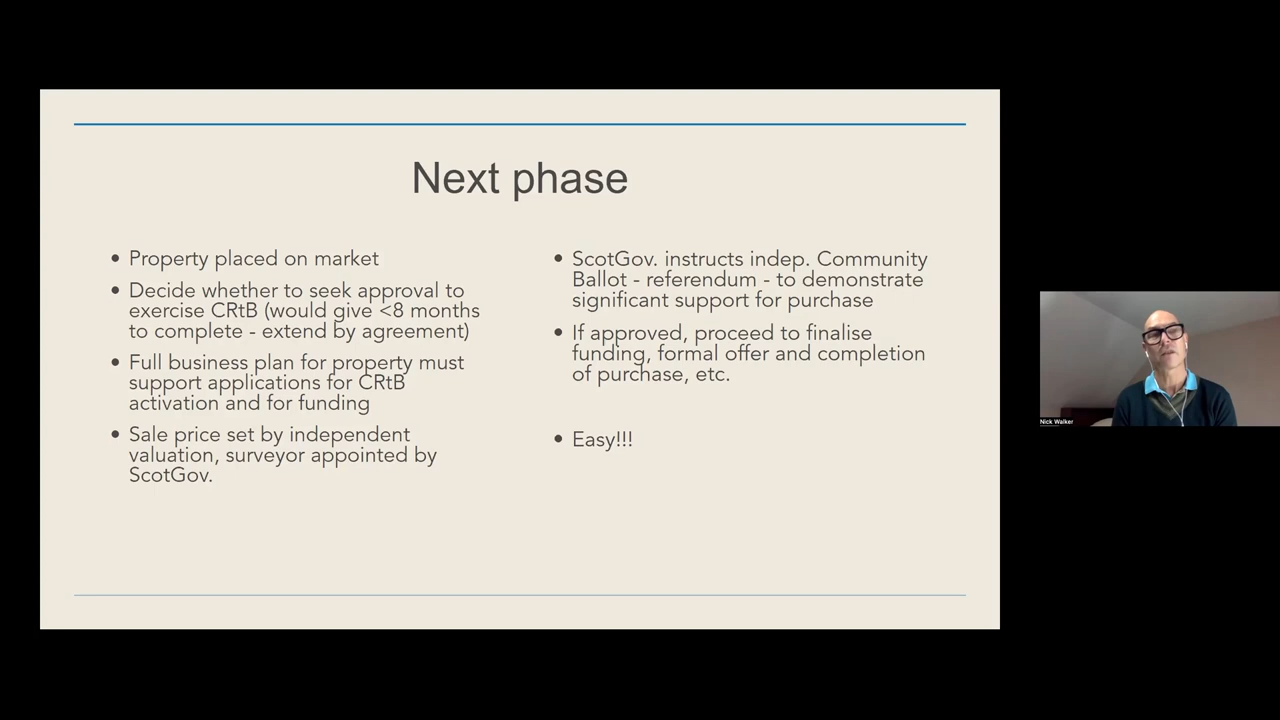 Next phase
• Property placed on market
• Decide whether to seek approval to
exercise CRtB (would give <8 months
to complete - extend by agreement)
• Full business plan for property must
support applications for CRtB
activation and for funding
• Sale price set by independent
valuation, surveyor appointed by
ScotGov.
• ScotGov. instructs indep. Community
Ballot - referendum - to demonstrate
significant support for purchase
• If approved, proceed to finalise
funding, formal offer and completion
of purchase, etc.
• Easy!!!
Nick Walker